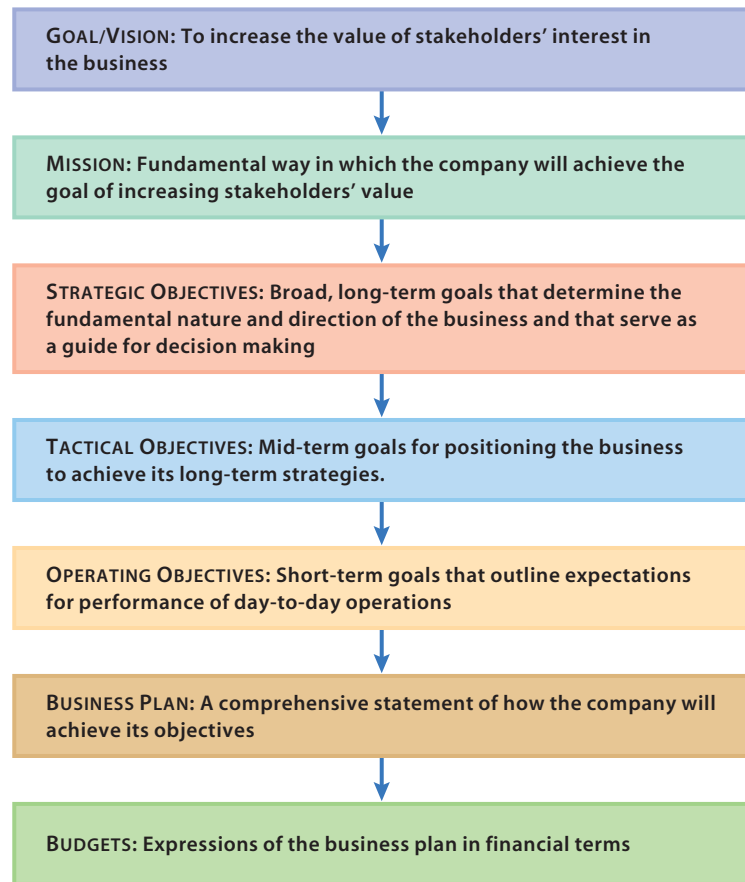 GOAL/VISION: To increase the value of stakeholders’ interest in
the business
MISSION: Fundamental way in which the company will achieve the
goal of increasing stakeholders’ value
STRATEGIC OBJECTIVES: Broad, long-term goals that determine the
fundamental nature and direction of the business and that serve as
a guide for decision making
TACTICAL OBJECTIVES: Mid-term goals for positioning the business
to achieve its long-term strategies.
OPERATING OBJECTIVES: Short-term goals that outline expectations
for performance of day-to-day operations
BUSINESS PLAN: A comprehensive statement of how the company will
achieve its objectives
BUDGETS: Expressions of the business plan in financial terms